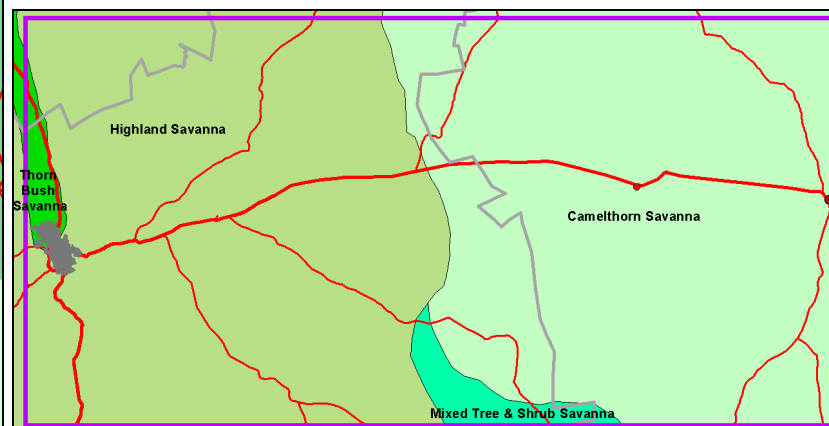 Highland Savanna
Thorn
Bush
Savanna
Camelthorn Savanna
Mixed Tree & Shrub Savanna